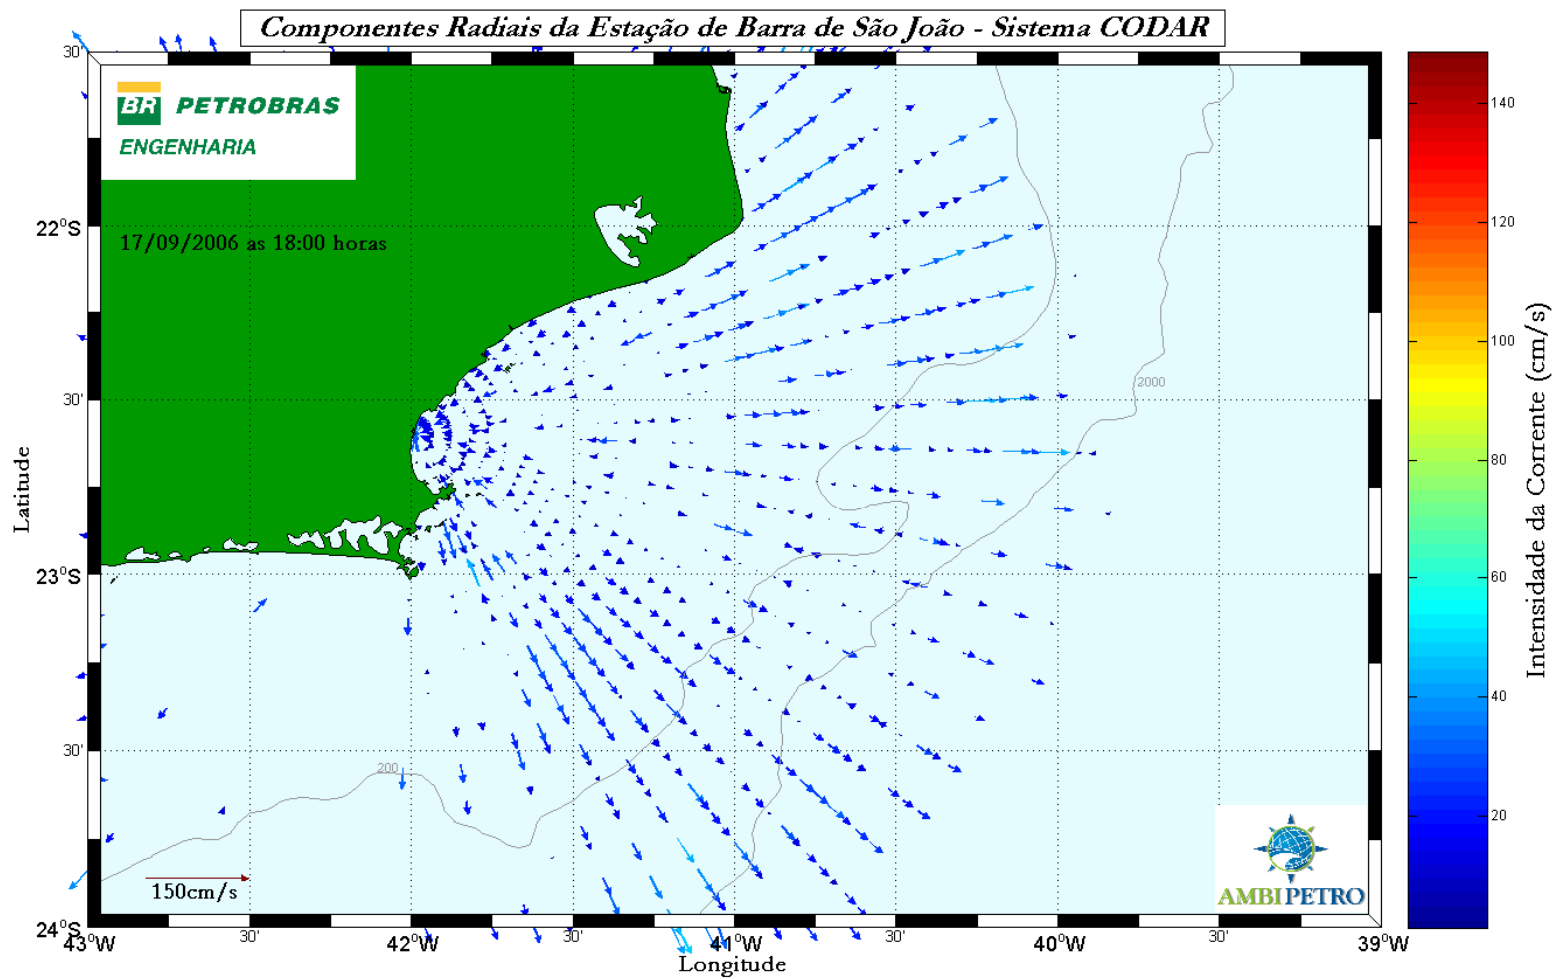 Componentes Radiais da Estação de Barra de São João - Sistema CODAR
BR PETROBRAS
ENGENHARIA
17/09/2006 as 18:00 horas
30'
22°S
30'
23°S
30'
24°S
Latitude
200
2000
150cm/s
AMBIPETRO
43°W
30'
42°W
30'
41°W
30'
40°W
30'
39°W
Longitude
140
120
100
80
60
40
20
Intensidade da Corrente (cm/s)